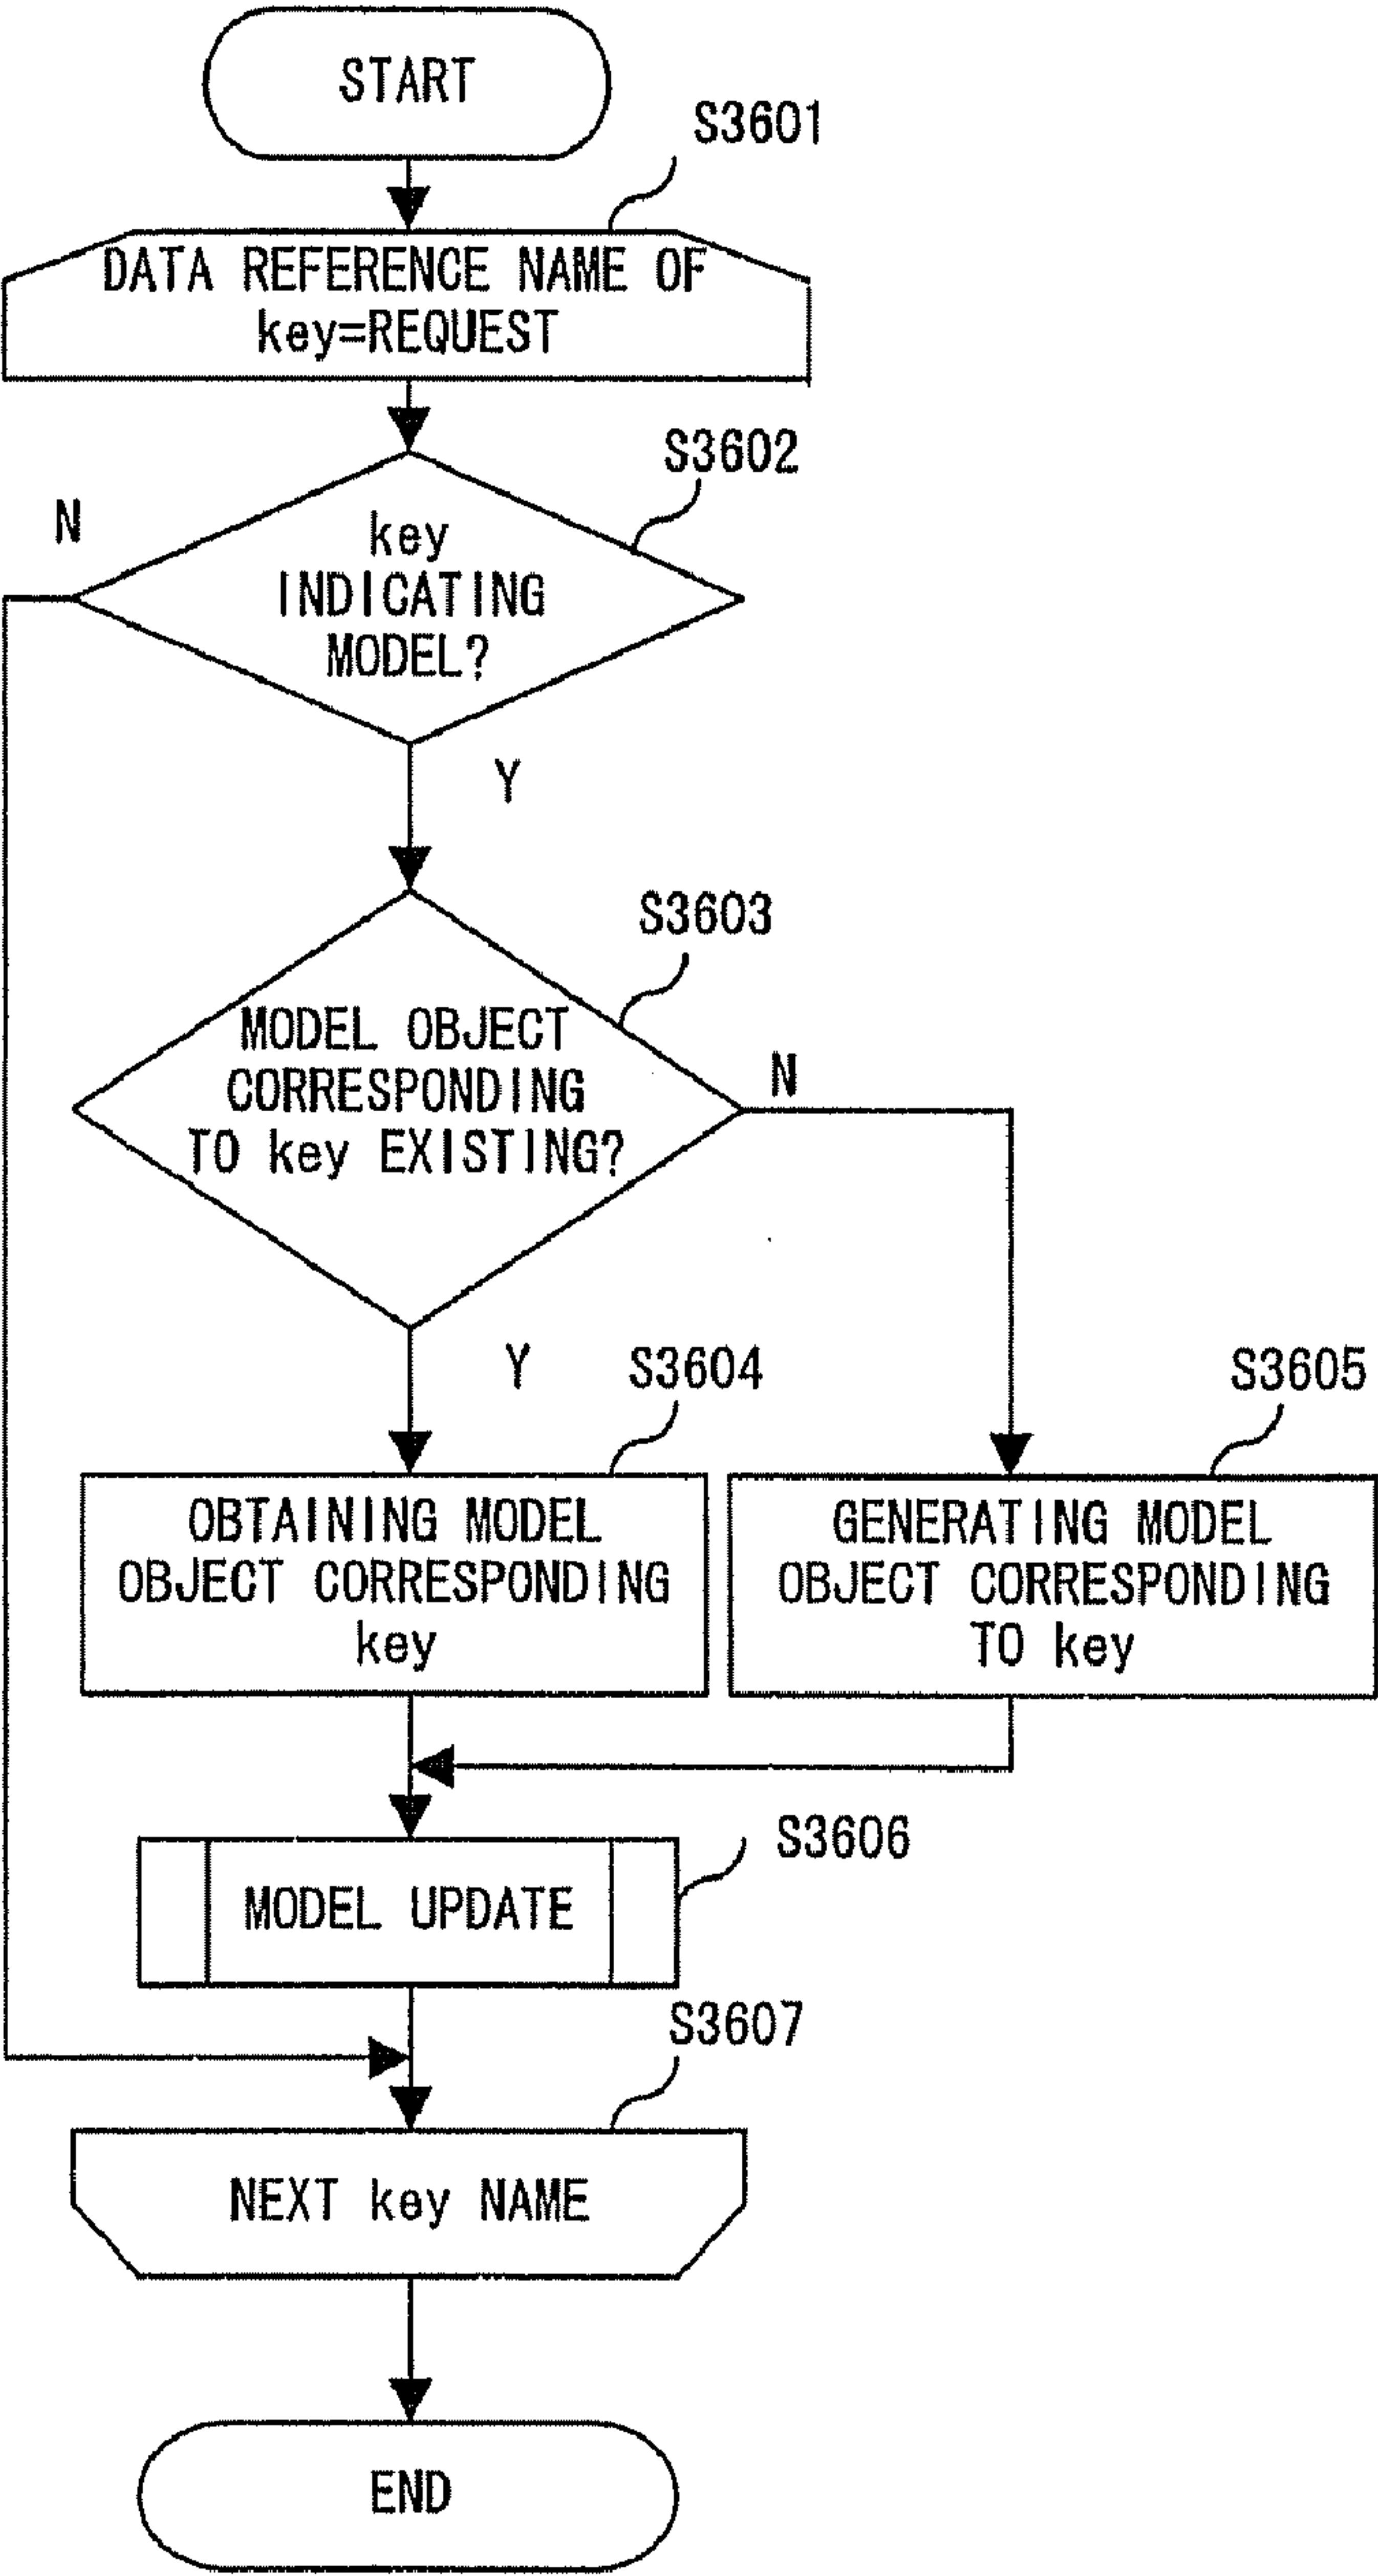 START
S3601
DATA REFERENCE NAME OF
key=REQUEST
S3602
N
key
INDICATING
MODEL?
Y
S3603
MODEL OBJECT
CORRESPONDING
TO key EXISTING?
N
Y
S3604
S3605
OBTAINING MODEL
OBJECT CORRESPONDING
key
GENERATING MODEL
OBJECT CORRESPONDING
TO key
S3606
MODEL UPDATE
S3607
NEXT key NAME
END